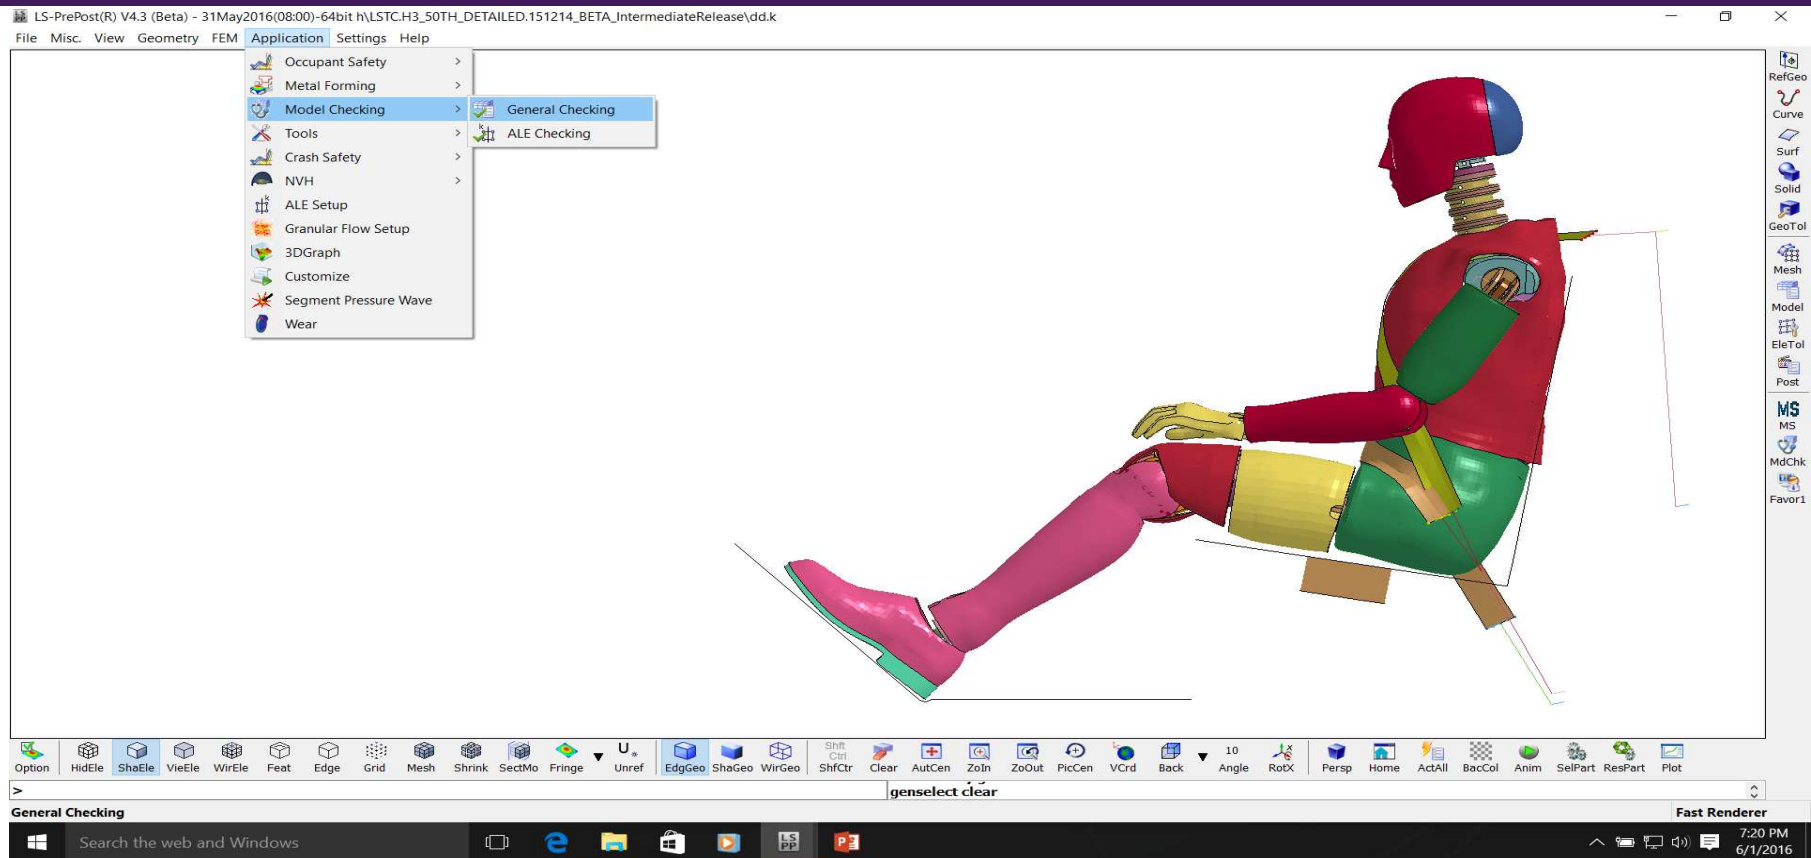 LS-PrePost(R) V4.3 (Beta) - 31May2016(08:00)-64bit h\LSTC.H3_50TH_DETAILED.151214_BETA_IntermediateRelease\dd.k
File Misc. View Geometry FEM Application Settings Help
Occupant Safety >
Metal Forming >
Model Checking >
General Checking
Tools >
ALE Checking
Crash Safety >
NVH >
ALE Setup
Granular Flow Setup
3DGraph
Customize
Segment Pressure Wave
Wear
RefGeo
Curve
Surf
Solid
GeoTol
Mesh
Model
EleTol
Post
MS
MS
MdChk
Favor1
Option HidEle ShaEle VieEle WirEle Feat Edge Grid Mesh Shrink SectMo Fringe Unref EdgGeo ShaGeo WirGeo ShfCtr Clear AutCen ZoIn ZoOut PicCen VCrd Back Angle RotX Persp Home ActAll BacCol Anim SelPart ResPart Plot
U
Shft
Ctrl
10
X
>
genselect clear
General Checking
Fast Renderer
Search the web and Windows
LS
PP
7:20 PM
6/1/2016